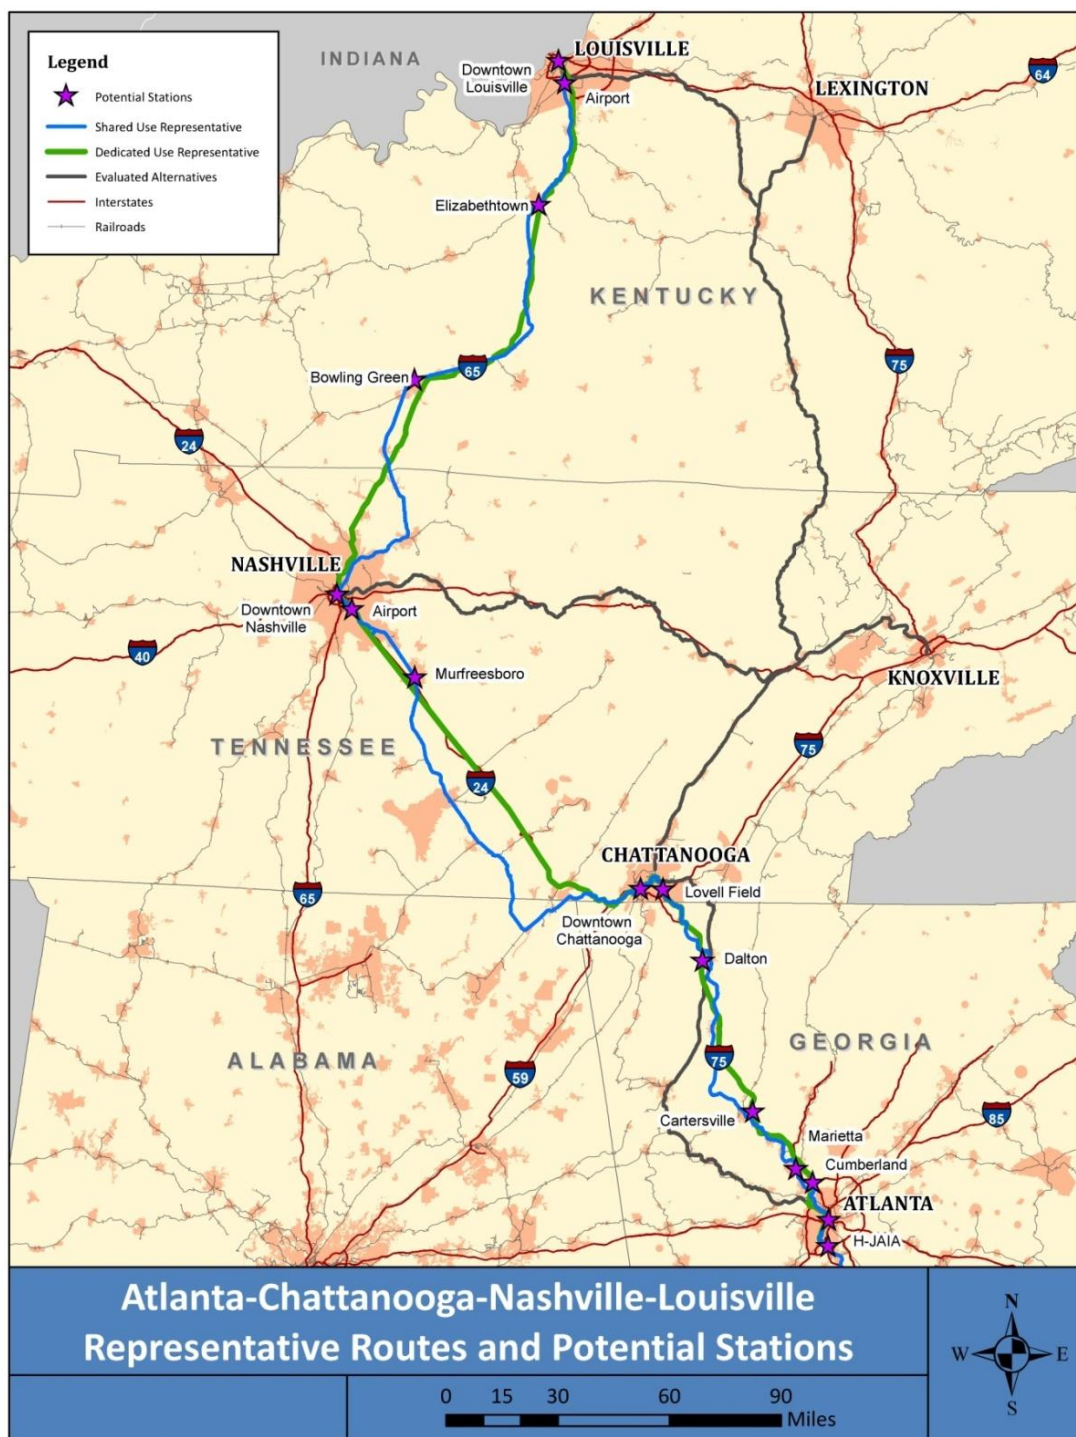 Legend
Potential Stations
Shared Use Representative
Dedicated Use Representative
Evaluated Alternatives
Interstates
Railroads
INDIANA
LOUISVILLE
Downtown
Louisville
Airport
LEXINGTON
64
Elizabethtown
KENTUCKY
75
65
Bowling Green
24
NASHVILLE
Downtown
Nashville
Airport
40
KNOXVILLE
Murfreesboro
TENNESSEE
75
24
CHATTANOOGA
65
Lovell Field
Downtown
Chattanooga
Dalton
GEORGIA
75
ALABAMA
59
85
Cartersville
Marietta
Cumberland
ATLANTA
H-JAIA
Atlanta-Chattanooga-Nashville-Louisville
Representative Routes and Potential Stations
N
W
E
S
0 15 30 60 90
Miles